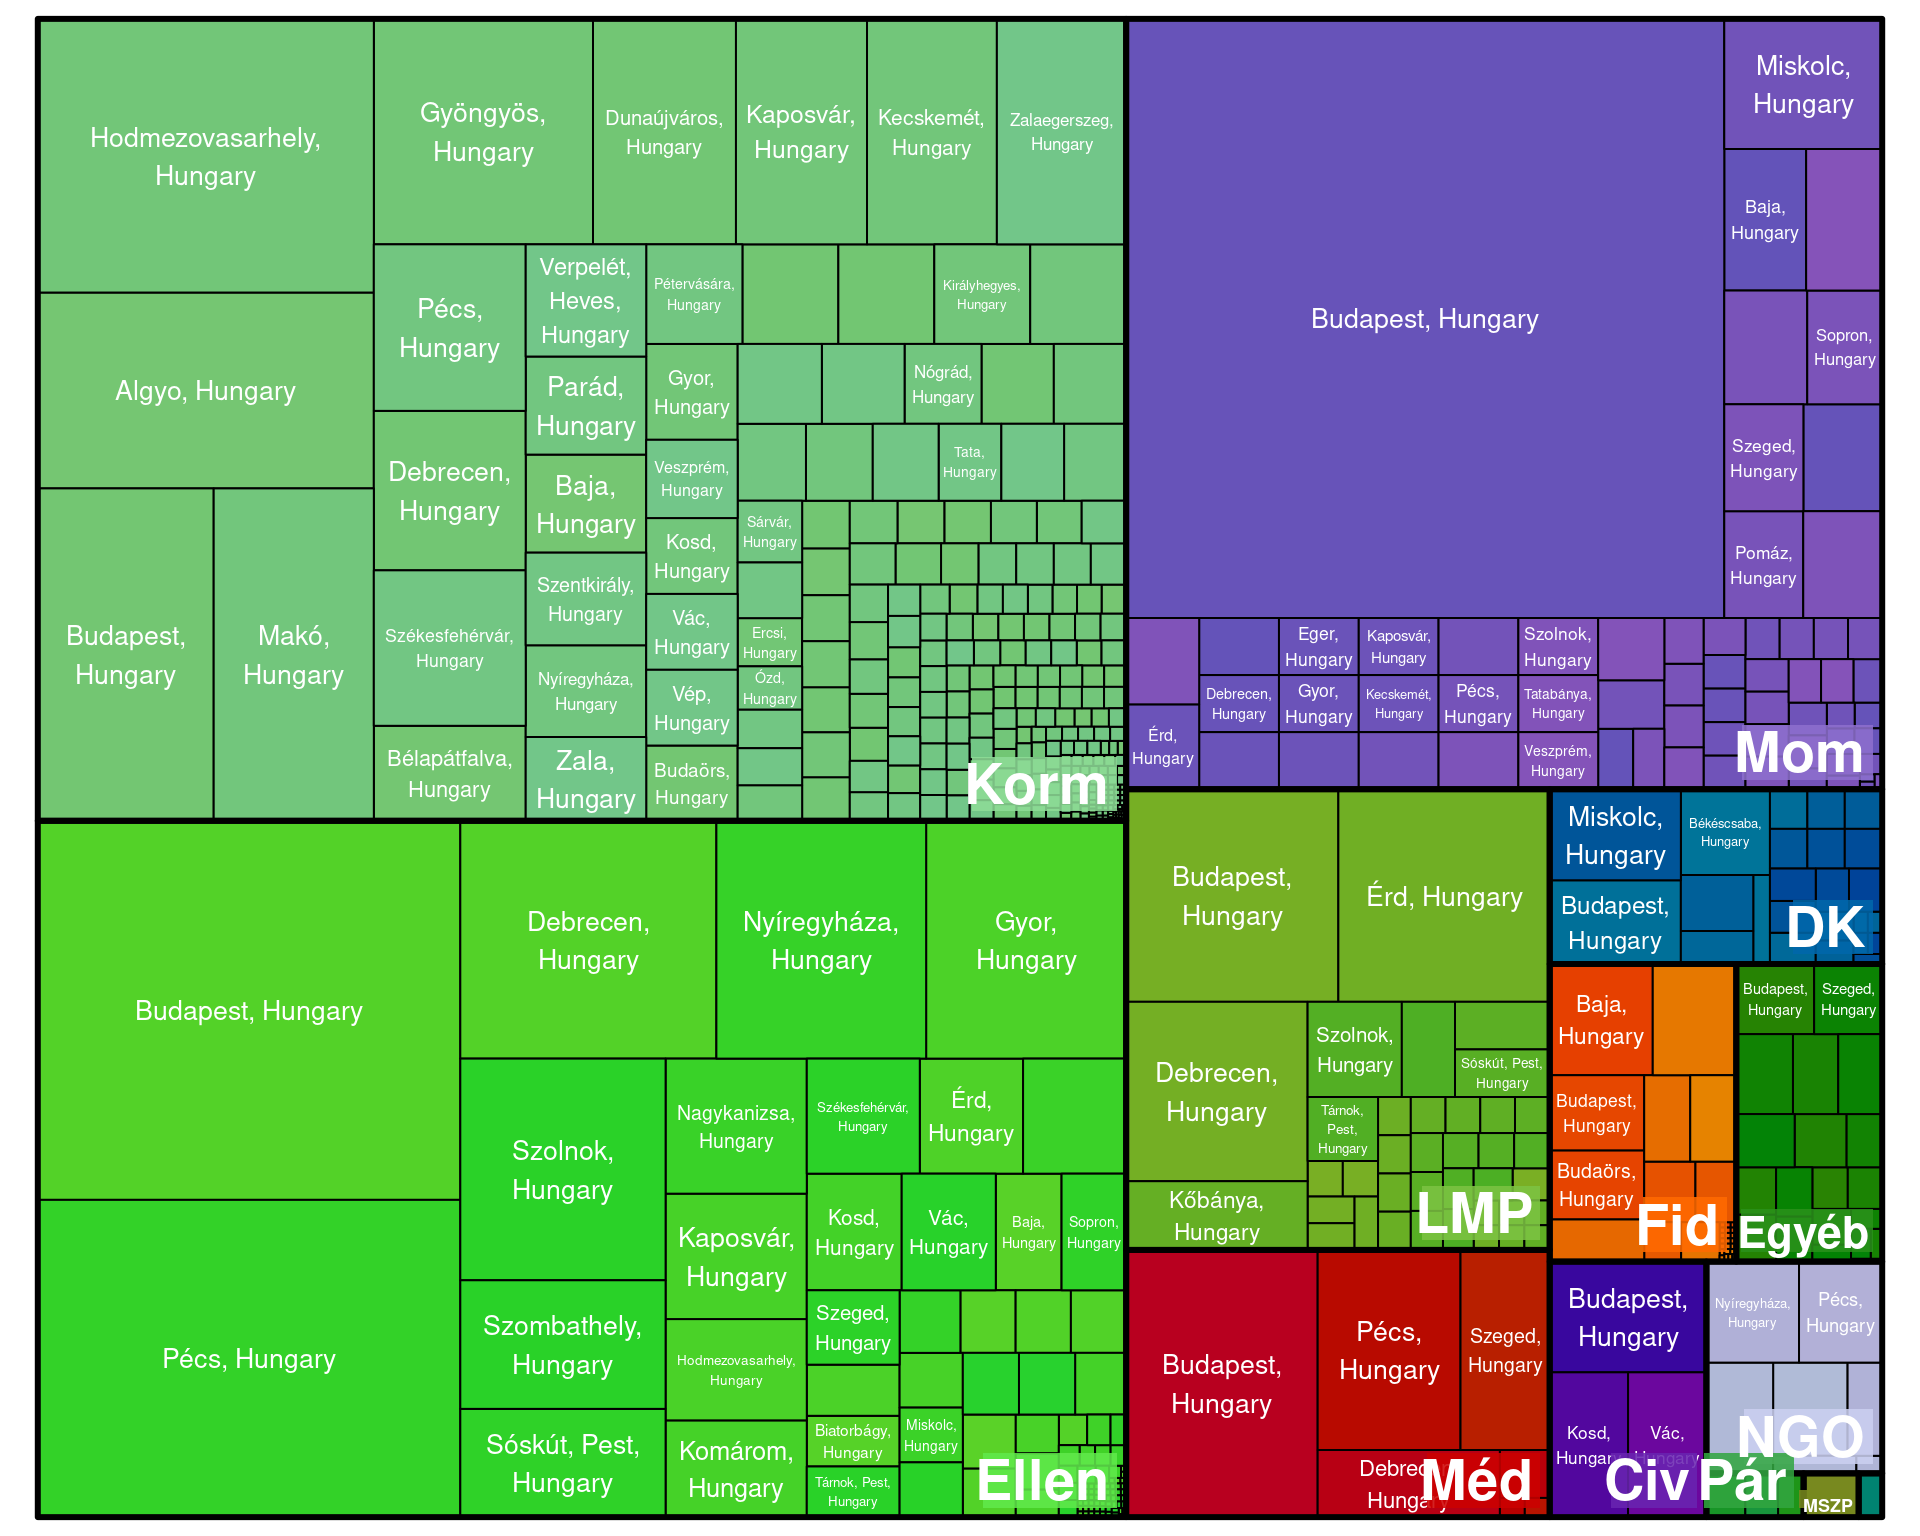 Hodmezovasarhely,
Hungary
Gyöngyös,
Hungary
Dunaújváros,
Hungary
Kaposvár,
Hungary
Kecskemét,
Hungary
Zalaegerszeg,
Hungary
Algyo, Hungary
Budapest,
Hungary
Makó,
Hungary
Pécs,
Hungary
Debrecen,
Hungary
Székesfehérvár,
Hungary
Bélapátfalva,
Hungary
Verpelét,
Heves,
Hungary
Parád,
Hungary
Baja,
Hungary
Szentkirály,
Hungary
Nyíregyháza,
Hungary
Zala,
Hungary
Pétervására,
Hungary
Királyhegyes,
Hungary
Gyor,
Hungary
Nógrád,
Hungary
Veszprém,
Hungary
Tata,
Hungary
Kosd,
Hungary
Sárvár,
Hungary
Vác,
Hungary
Ercsi,
Hungary
Vép,
Hungary
Ózd,
Hungary
Budaörs,
Hungary
Korm
Budapest, Hungary
Miskolc,
Hungary
Baja,
Hungary
Sopron,
Hungary
Szeged,
Hungary
Pomáz,
Hungary
Érd,
Hungary
Debrecen,
Hungary
Eger,
Hungary
Gyor,
Hungary
Kaposvár,
Hungary
Kecskemét,
Hungary
Pécs,
Hungary
Szolnok,
Hungary
Tatabánya,
Hungary
Veszprém,
Hungary
Mom
Budapest, Hungary
Pécs, Hungary
Debrecen,
Hungary
Nyíregyháza,
Hungary
Gyor,
Hungary
Szolnok,
Hungary
Szombathely,
Hungary
Sóskút, Pest,
Hungary
Nagykanizsa,
Hungary
Kaposvár,
Hungary
Hodmezovasarhely,
Hungary
Komárom,
Hungary
Székesfehérvár,
Hungary
Érd,
Hungary
Kosd,
Hungary
Vác,
Hungary
Baja,
Hungary
Sopron,
Hungary
Szeged,
Hungary
Biatorbágy,
Hungary
Miskolc,
Hungary
Tárnok, Pest,
Hungary
Ellen
Budapest,
Hungary
Érd, Hungary
Debrecen,
Hungary
Kőbánya,
Hungary
Szolnok,
Hungary
Sóskút, Pest,
Hungary
Tárnok,
Pest,
Hungary
LMP
Miskolc,
Hungary
Békéscsaba,
Hungary
Budapest,
Hungary
DK
Baja,
Hungary
Budapest,
Hungary
Budaörs,
Hungary
Fid
Budapest,
Hungary
Szeged,
Hungary
Egyéb
Budapest,
Hungary
Pécs,
Hungary
Szeged,
Hungary
Debrecen,
Hungary
Méd
Budapest,
Hungary
Kosd,
Hungary
Vác,
Hungary
Civ
Nyíregyháza,
Hungary
Pécs,
Hungary
NGO
Pár
MSZP